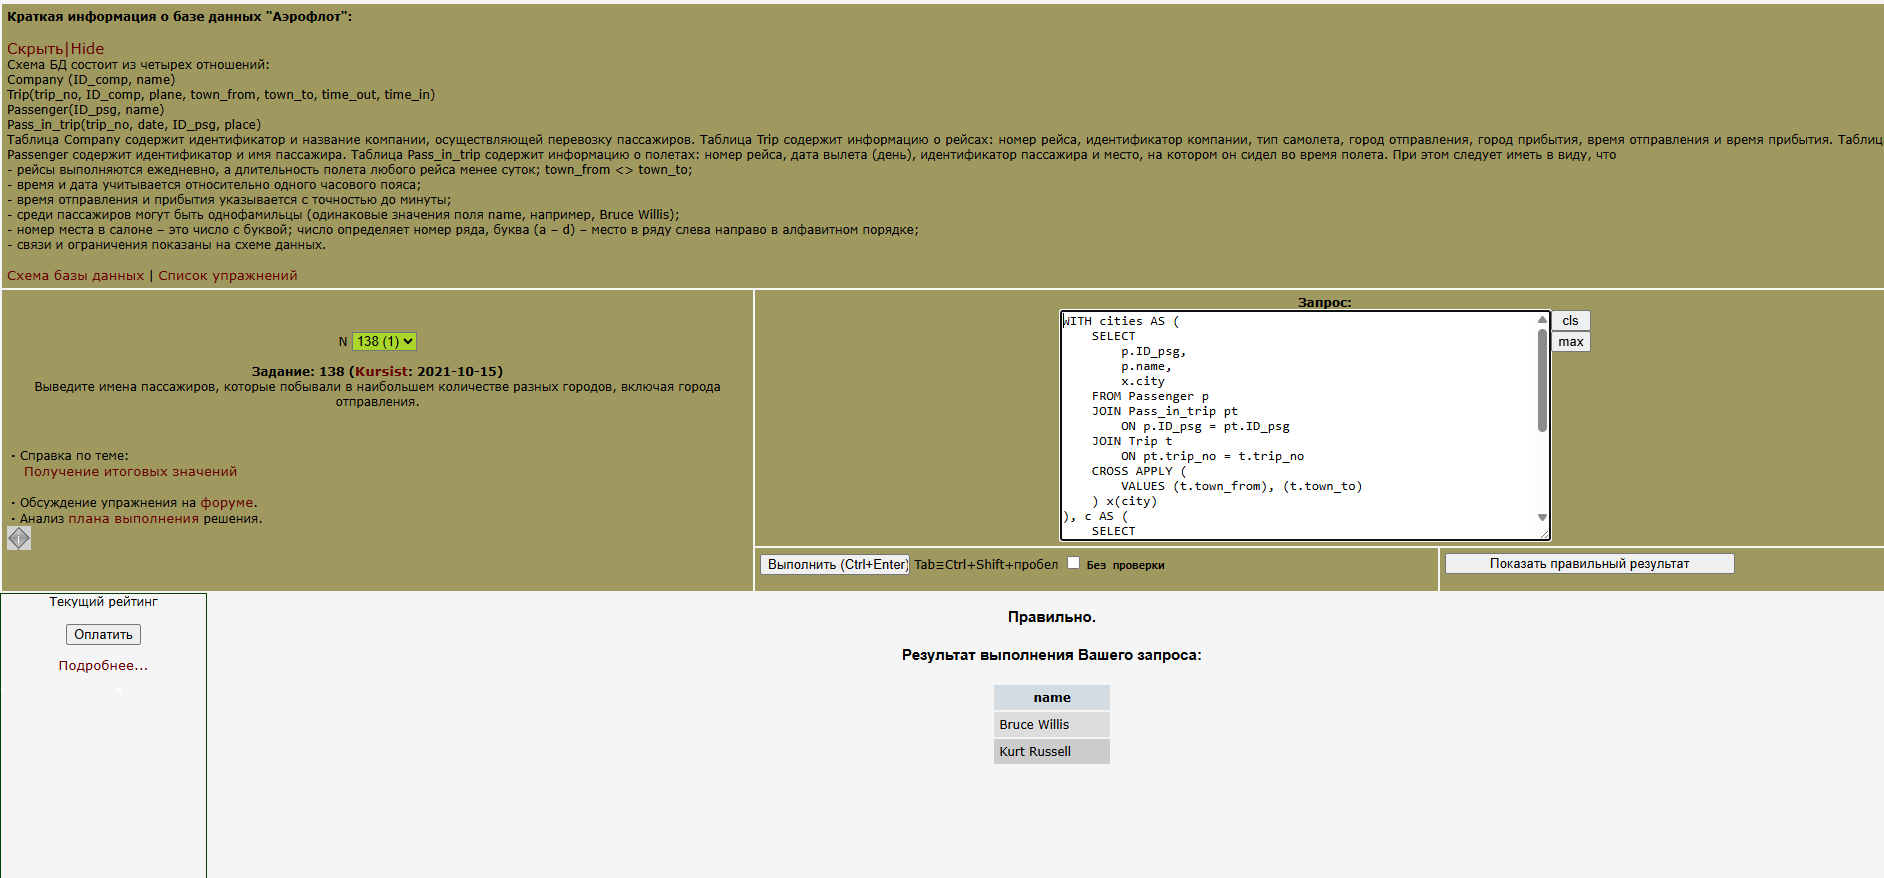 Краткая информация о базе данных "Аэрофлот":
Скрыть|Hide
Схема БД состоит из четырех отношений:
Company (ID_comp, name)
Trip(trip_no, ID_comp, plane, town_from, town_to, time_out, time_in)
Passenger(ID_psg, name)
Pass_in_trip(trip_no, date, ID_psg, place)
Таблица Company содержит идентификатор и название компании, осуществляющей перевозку пассажиров. Таблица Trip содержит информацию о рейсах: номер рейса, идентификатор компании, тип самолета, город отправления, город прибытия, время отправления и время прибытия.
Passenger содержит идентификатор и имя пассажира. Таблица Pass_in_trip содержит информацию о полетах: номер рейса, дата вылета (день), идентификатор пассажира и место, на котором он сидел во время полета. При этом следует иметь в виду, что
- рейсы выполняются ежедневно, а длительность полета любого рейса менее суток; town_from <> town_to;
- время и дата учитывается относительно одного часового пояса;
- время отправления и прибытия указывается с точностью до минуты;
- среди пассажиров могут быть однофамильцы (одинаковые значения поля name, например, Bruce Willis);
- номер места в салоне – это число с буквой; число определяет номер ряда, буква (a – d) – место в ряду слева направо в алфавитном порядке;
- связи и ограничения показаны на схеме данных.
Схема базы данных | Список упражнений
N 138 (1)
Задание: 138 (Kursist: 2021-10-15)
Выведите имена пассажиров, которые побывали в наибольшем количестве разных городов, включая города
отправления.
• Справка по теме:
Получение итоговых значений
• Обсуждение упражнения на форуме.
• Анализ плана выполнения решения.
Запрос:
WITH cities AS (
SELECT
p.ID_psg,
p.name,
x.city
FROM Passenger p
JOIN Pass_in_trip pt
ON p.ID_psg = pt.ID_psg
JOIN Trip t
ON pt.trip_no = t.trip_no
CROSS APPLY (
VALUES (t.town_from), (t.town_to)
) x(city)
), c AS (
SELECT
cls
max
Выполнить (Ctrl+Enter) Tab≡Ctrl+Shift+пробел Без проверки
Показать правильный результат
Текущий рейтинг
Оплатить
Подробнее...
Правильно.
Результат выполнения Вашего запроса:
name
Bruce Willis
Kurt Russell